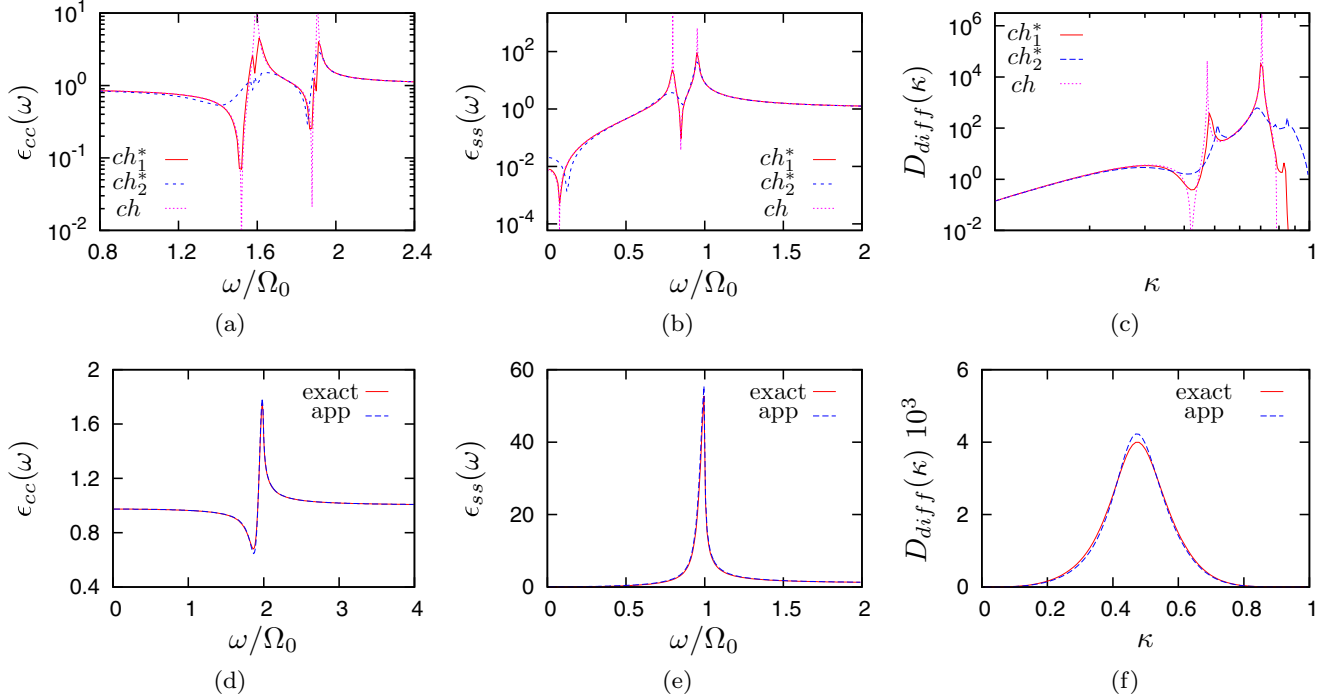 ϵ_cc(ω)
10^1
10^0
10^-1
10^-2
ch*_1
ch*_2
ch
0.8 1.2 1.6 2 2.4
ω/Ω_0
(a)
ϵ_ss(ω)
10^2
10^0
10^-2
10^-4
ch*_1
ch*_2
ch
0 0.5 1 1.5 2
ω/Ω_0
(b)
D_diff(κ)
10^6
10^4
10^2
10^0
10^-2
ch*_1
ch*_2
ch
1
κ
(c)
ϵ_cc(ω)
2
1.6
1.2
0.8
0.4
exact
app
0 1 2 3 4
ω/Ω_0
(d)
ϵ_ss(ω)
60
40
20
0
exact
app
0 0.5 1 1.5 2
ω/Ω_0
(e)
D_diff(κ) 10^3
6
4
2
0
exact
app
0 0.2 0.4 0.6 0.8 1
κ
(f)